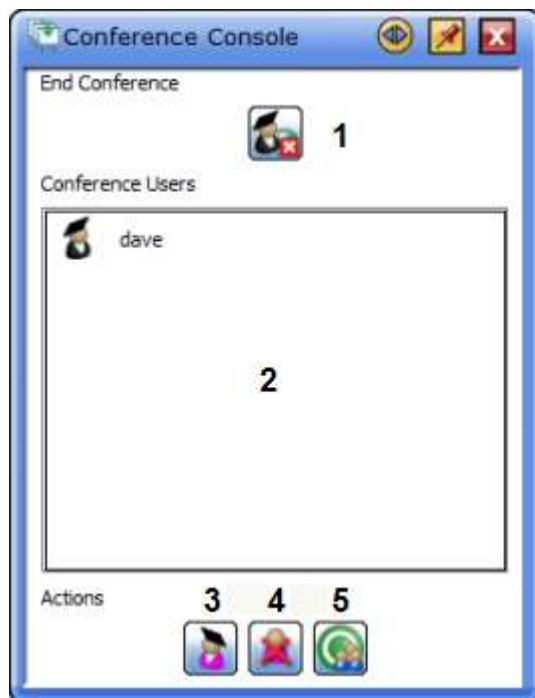 Conference Console
End Conference
1
Conference Users
dave
2
Actions 3 4 5